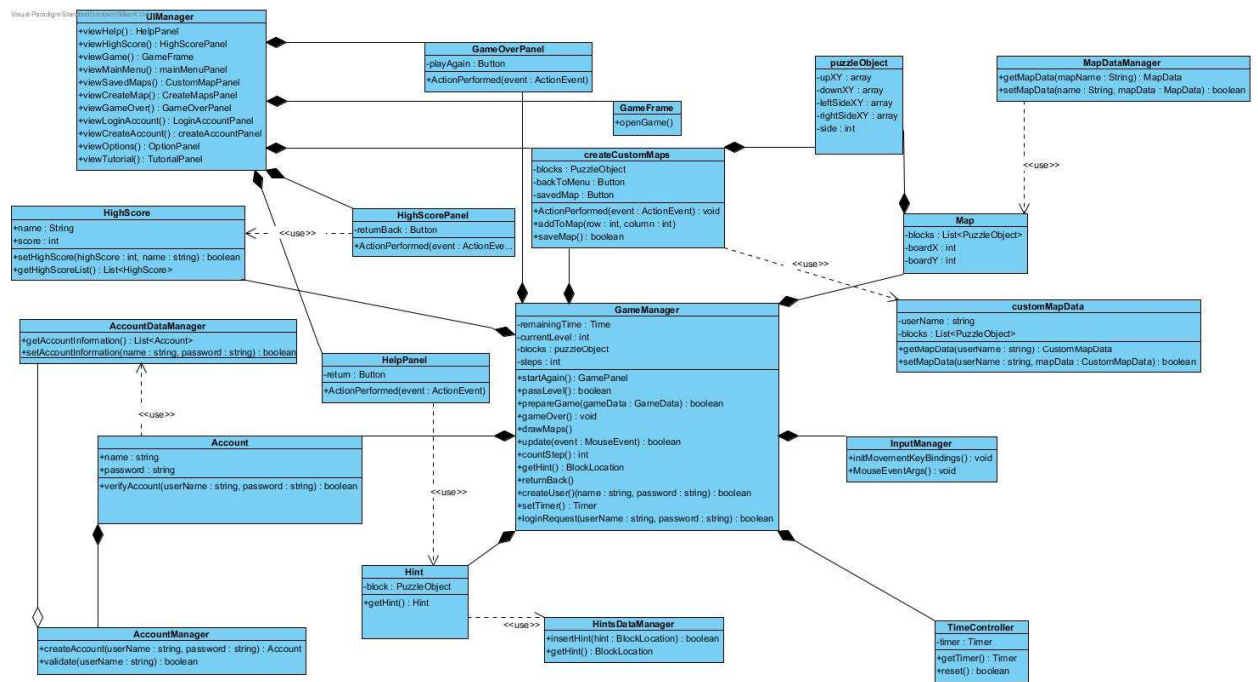 Visual Paradigm Standard
UIManager
+viewHelp() : HelpPanel
+viewHighScore() : HighScorePanel
+viewGame() : GameFrame
+viewMainMenu() : mainMenuPanel
+viewSavedMaps() : CustomMapPanel
+viewCreateMap() : CreateMapsPanel
+viewGameOver() : GameOverPanel
+viewLoginAccount() : LoginAccountPanel
+viewCreateAccount() : createAccountPanel
+viewOptions() : OptionPanel
+viewTutorial() : TutorialPanel
GameOverPanel
-playAgain : Button
+ActionPerformed(event : ActionEvent)
GameFrame
+openGame()
puzzleObject
-upXY : array
-downXY : array
-leftSideXY : array
-rightSideXY : array
-side : int
MapDataManager
+getMapData(mapName : String) : MapData
+setMapData(name : String, mapData : MapData) : boolean
<<use>>
createCustomMaps
-blocks : PuzzleObject
-backToMenu : Button
-savedMap : Button
+ActionPerformed(event : ActionEvent) : void
+addToMap(row : int, column : int)
+saveMap() : boolean
<<use>>
HighScore
+name : String
+score : int
+setHighScore(highScore : int, name : string) : boolean
+getHighScoreList() : List<HighScore>
<<use>>
HighScorePanel
-returnBack : Button
+ActionPerformed(event : ActionEve...
Map
-blocks : List<PuzzleObject>
-boardX : int
-boardY : int
customMapData
-userName : string
-blocks : List<PuzzleObject>
+getMapData(userName : string) : CustomMapData
+setMapData(userName : string, mapData : CustomMapData) : boolean
AccountDataManager
+getAccountInformation() : List<Account>
+setAccountInformation(name : string, password : string) : boolean
<<use>>
HelpPanel
-return : Button
+ActionPerformed(event : ActionEvent)
<<use>>
GameManager
-remainingTime : Time
-currentLevel : int
-blocks : puzzleObject
-steps : int
+startAgain() : GamePanel
+passLevel() : boolean
+prepareGame(gameData : GameData) : boolean
+gameOver() : void
+drawMaps()
+update(event : MouseEvent) : boolean
+countStep() : int
+getHint() : BlockLocation
+returnBack()
+createUser()(name : string, password : string) : boolean
+setTimer() : Timer
+loginRequest(userName : string, password : string) : boolean
Account
+name : string
+password : string
+verifyAccount(userName : string, password : string) : boolean
InputManager
+initMovementKeyBindings() : void
+MouseEventArgs() : void
Hint
-block : PuzzleObject
+getHint() : Hint
<<use>>
HintsDataManager
+insertHint(hint : BlockLocation) : boolean
+getHint() : BlockLocation
AccountManager
+createAccount(userName : string, password : string) : Account
+validate(userName : string) : boolean
TimeController
-timer : Timer
+getTimer() : Timer
+reset() : boolean